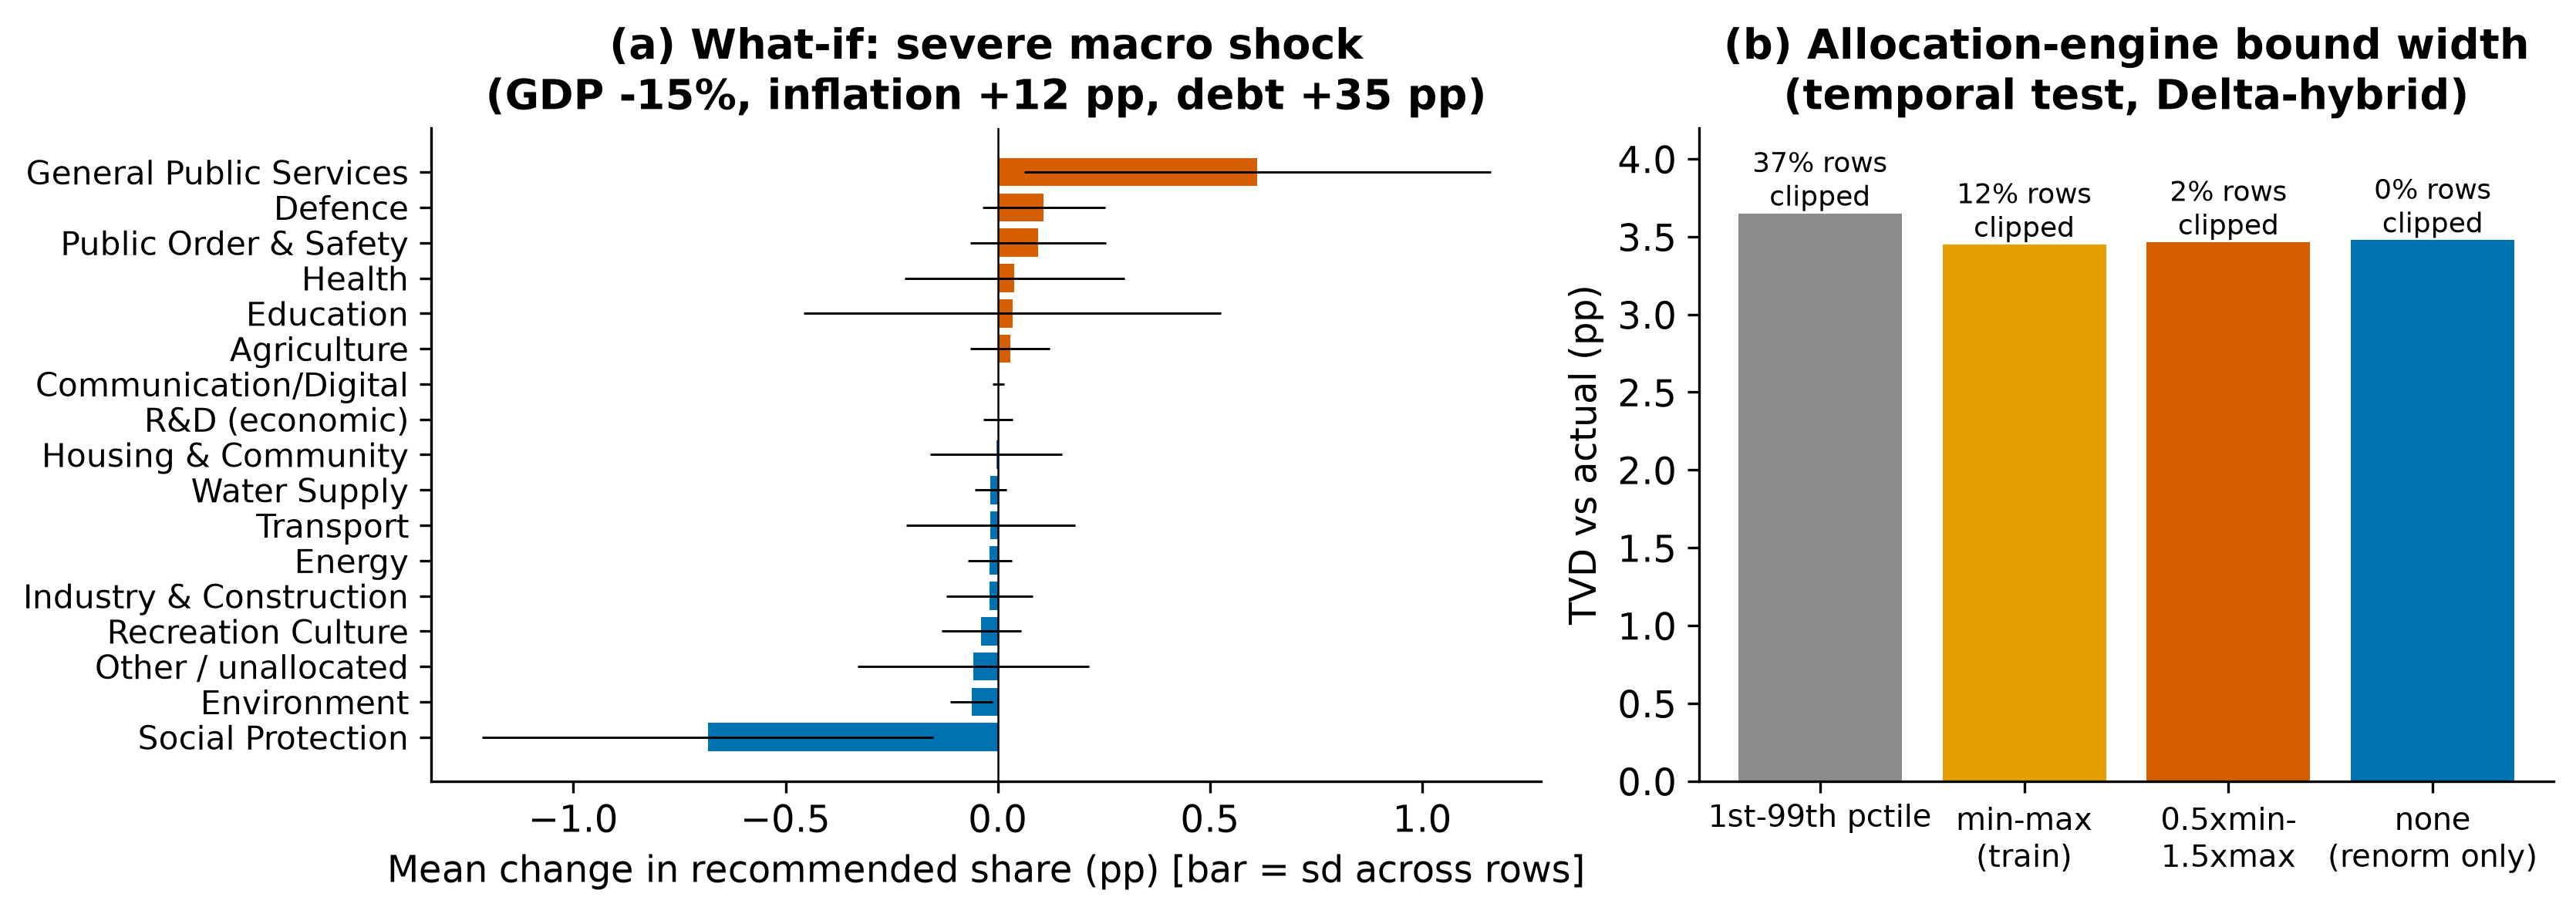 (a) What-if: severe macro shock
(GDP -15%, inflation +12 pp, debt +35 pp)
General Public Services
Defence
Public Order & Safety
Health
Education
Agriculture
Communication/Digital
R&D (economic)
Housing & Community
Water Supply
Transport
Energy
Industry & Construction
Recreation Culture
Other / unallocated
Environment
Social Protection
−1.0
−0.5
0.0
0.5
1.0
Mean change in recommended share (pp) [bar = sd across rows]
(b) Allocation-engine bound width
(temporal test, Delta-hybrid)
TVD vs actual (pp)
4.0
3.5
3.0
2.5
2.0
1.5
1.0
0.5
0.0
37% rows
clipped
12% rows
clipped
2% rows
clipped
0% rows
clipped
1st-99th pctile
min-max
(train)
0.5xmin-
1.5xmax
none
(renorm only)